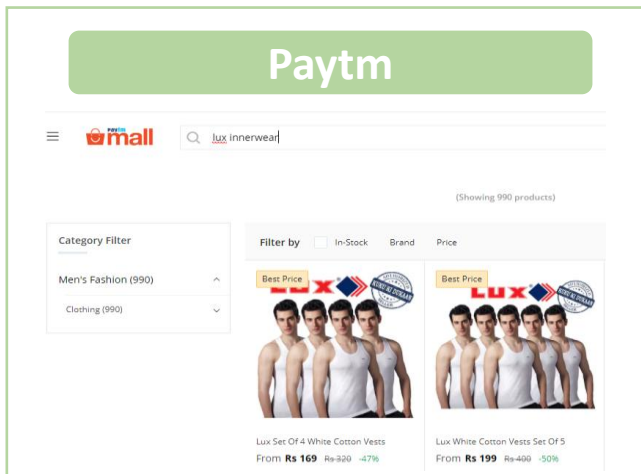 Paytm
paytm
mall
lux innerwear
(Showing 990 products)
Category Filter
Men's Fashion (990)
Clothing (990)
Filter by In-Stock Brand Price
Best Price
LUX
Best Price
LUX
Lux Set Of 4 White Cotton Vests
From Rs 169 Rs 320 -47%
Lux White Cotton Vests Set Of 5
From Rs 199 Rs 400 -50%